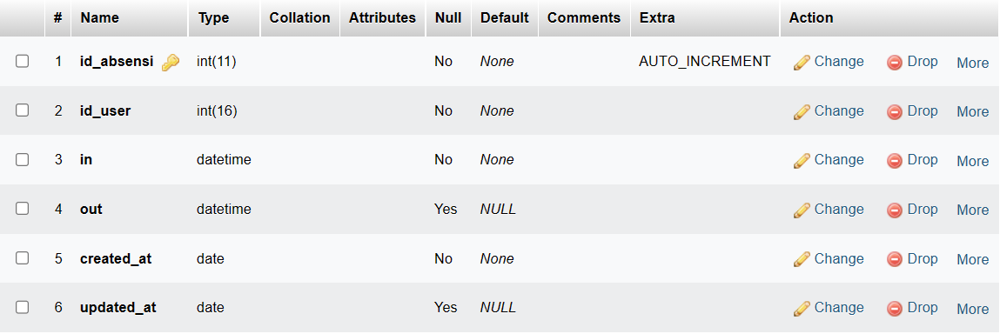 # Name Type Collation Attributes Null Default Comments Extra Action
1 id_absensi int(11) No None AUTO_INCREMENT Change Drop More
2 id_user int(16) No None Change Drop More
3 in datetime No None Change Drop More
4 out datetime Yes NULL Change Drop More
5 created_at date No None Change Drop More
6 updated_at date Yes NULL Change Drop More